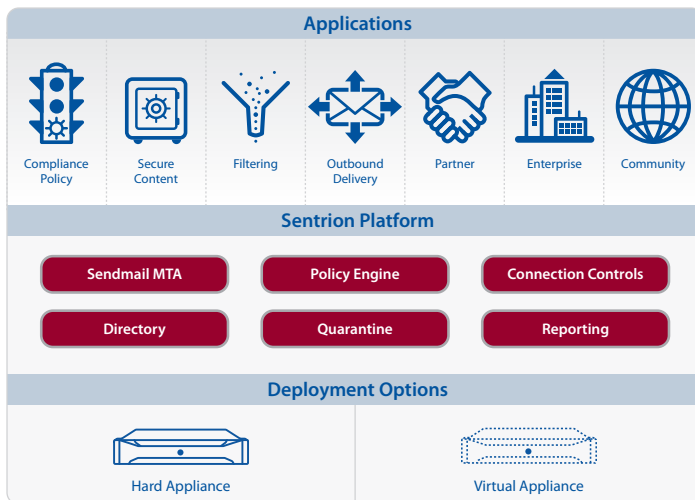 Applications
Compliance
Policy
Secure
Content
Filtering
Outbound
Delivery
Partner
Enterprise
Community
Sentrion Platform
Sendmail MTA
Policy Engine
Connection Controls
Directory
Quarantine
Reporting
Deployment Options
Hard Appliance
Virtual Appliance